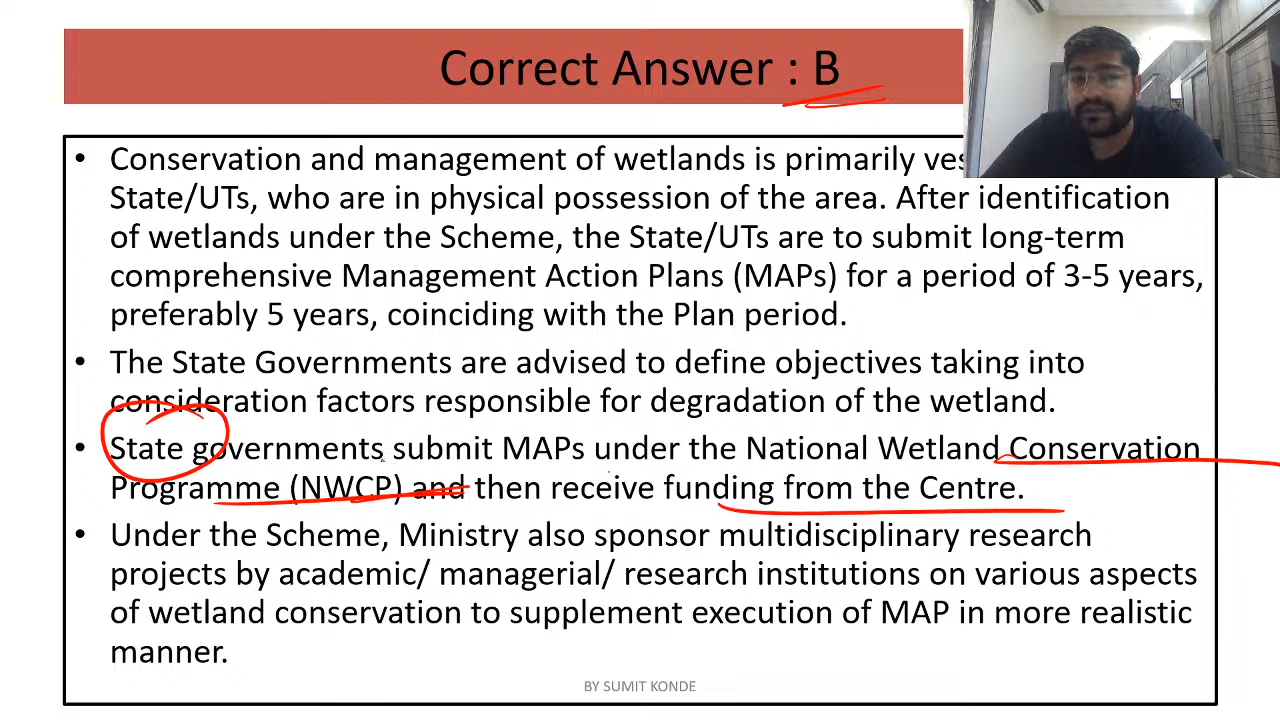 Correct Answer : B
• Conservation and management of wetlands is primarily
State/UTs, who are in physical possession of the area. After identification
of wetlands under the Scheme, the State/UTs are to submit long-term
comprehensive Management Action Plans (MAPs) for a period of 3-5 years,
preferably 5 years, coinciding with the Plan period.
• The State Governments are advised to define objectives taking into
consideration factors responsible for degradation of the wetland.
• State governments submit MAPs under the National Wetland Conservation
Programme (NWCP) and then receive funding from the Centre.
• Under the Scheme, Ministry also sponsor multidisciplinary research
projects by academic/ managerial/ research institutions on various aspects
of wetland conservation to supplement execution of MAP in more realistic
manner.
BY SUMIT KONDE